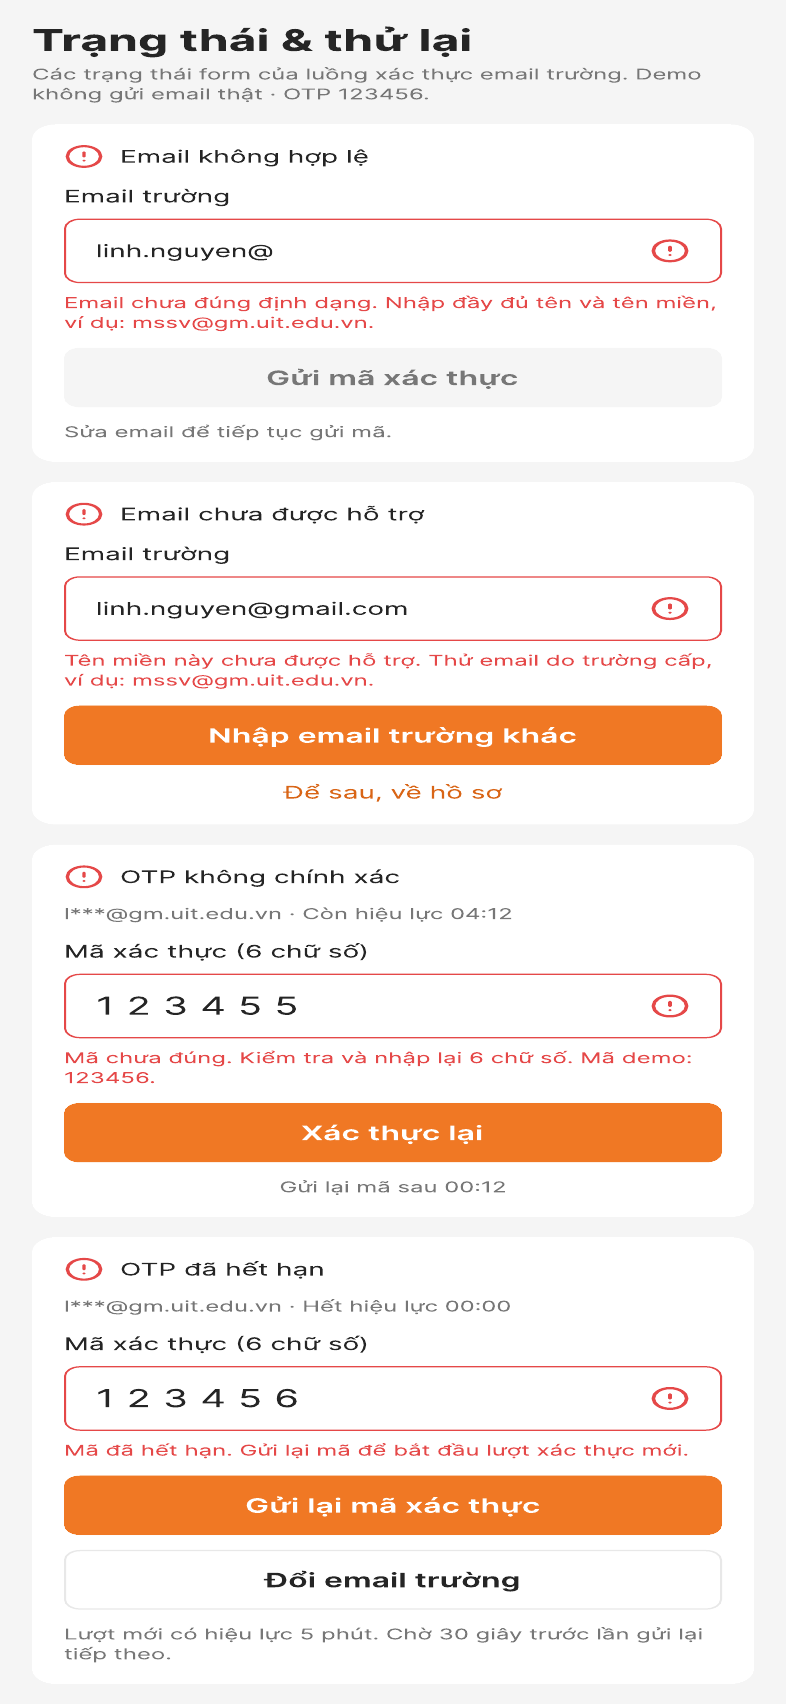 Trạng thái & thử lại
Các trạng thái form của luồng xác thực email trường. Demo
không gửi email thật · OTP 123456.
Email không hợp lệ
Email trường
linh.nguyen@
Email chưa đúng định dạng. Nhập đầy đủ tên và tên miền,
ví dụ: mssv@gm.uit.edu.vn.
Gửi mã xác thực
Sửa email để tiếp tục gửi mã.
Email chưa được hỗ trợ
Email trường
linh.nguyen@gmail.com
Tên miền này chưa được hỗ trợ. Thử email do trường cấp,
ví dụ: mssv@gm.uit.edu.vn.
Nhập email trường khác
Để sau, về hồ sơ
OTP không chính xác
l***@gm.uit.edu.vn · Còn hiệu lực 04:12
Mã xác thực (6 chữ số)
1 2 3 4 5 5
Mã chưa đúng. Kiểm tra và nhập lại 6 chữ số. Mã demo:
123456.
Xác thực lại
Gửi lại mã sau 00:12
OTP đã hết hạn
l***@gm.uit.edu.vn · Hết hiệu lực 00:00
Mã xác thực (6 chữ số)
1 2 3 4 5 6
Mã đã hết hạn. Gửi lại mã để bắt đầu lượt xác thực mới.
Gửi lại mã xác thực
Đổi email trường
Lượt mới có hiệu lực 5 phút. Chờ 30 giây trước lần gửi lại
tiếp theo.